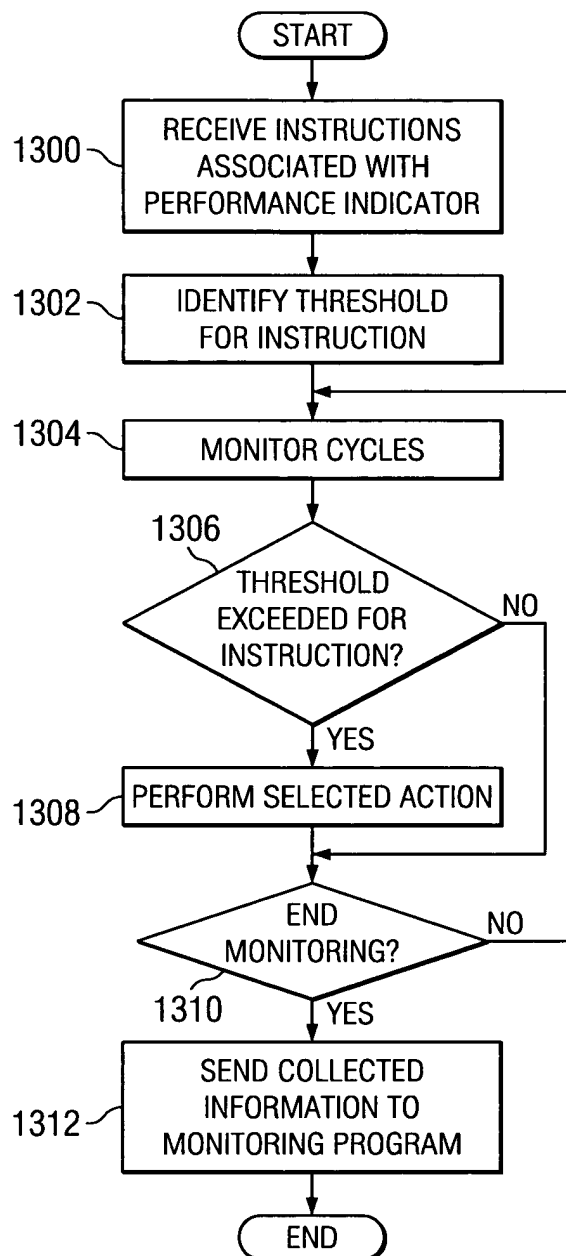 START
1300
RECEIVE INSTRUCTIONS
ASSOCIATED WITH
PERFORMANCE INDICATOR
1302
IDENTIFY THRESHOLD
FOR INSTRUCTION
1304
MONITOR CYCLES
1306
THRESHOLD
EXCEEDED FOR
INSTRUCTION?
NO
YES
1308
PERFORM SELECTED ACTION
END
MONITORING?
NO
1310
YES
1312
SEND COLLECTED
INFORMATION TO
MONITORING PROGRAM
END